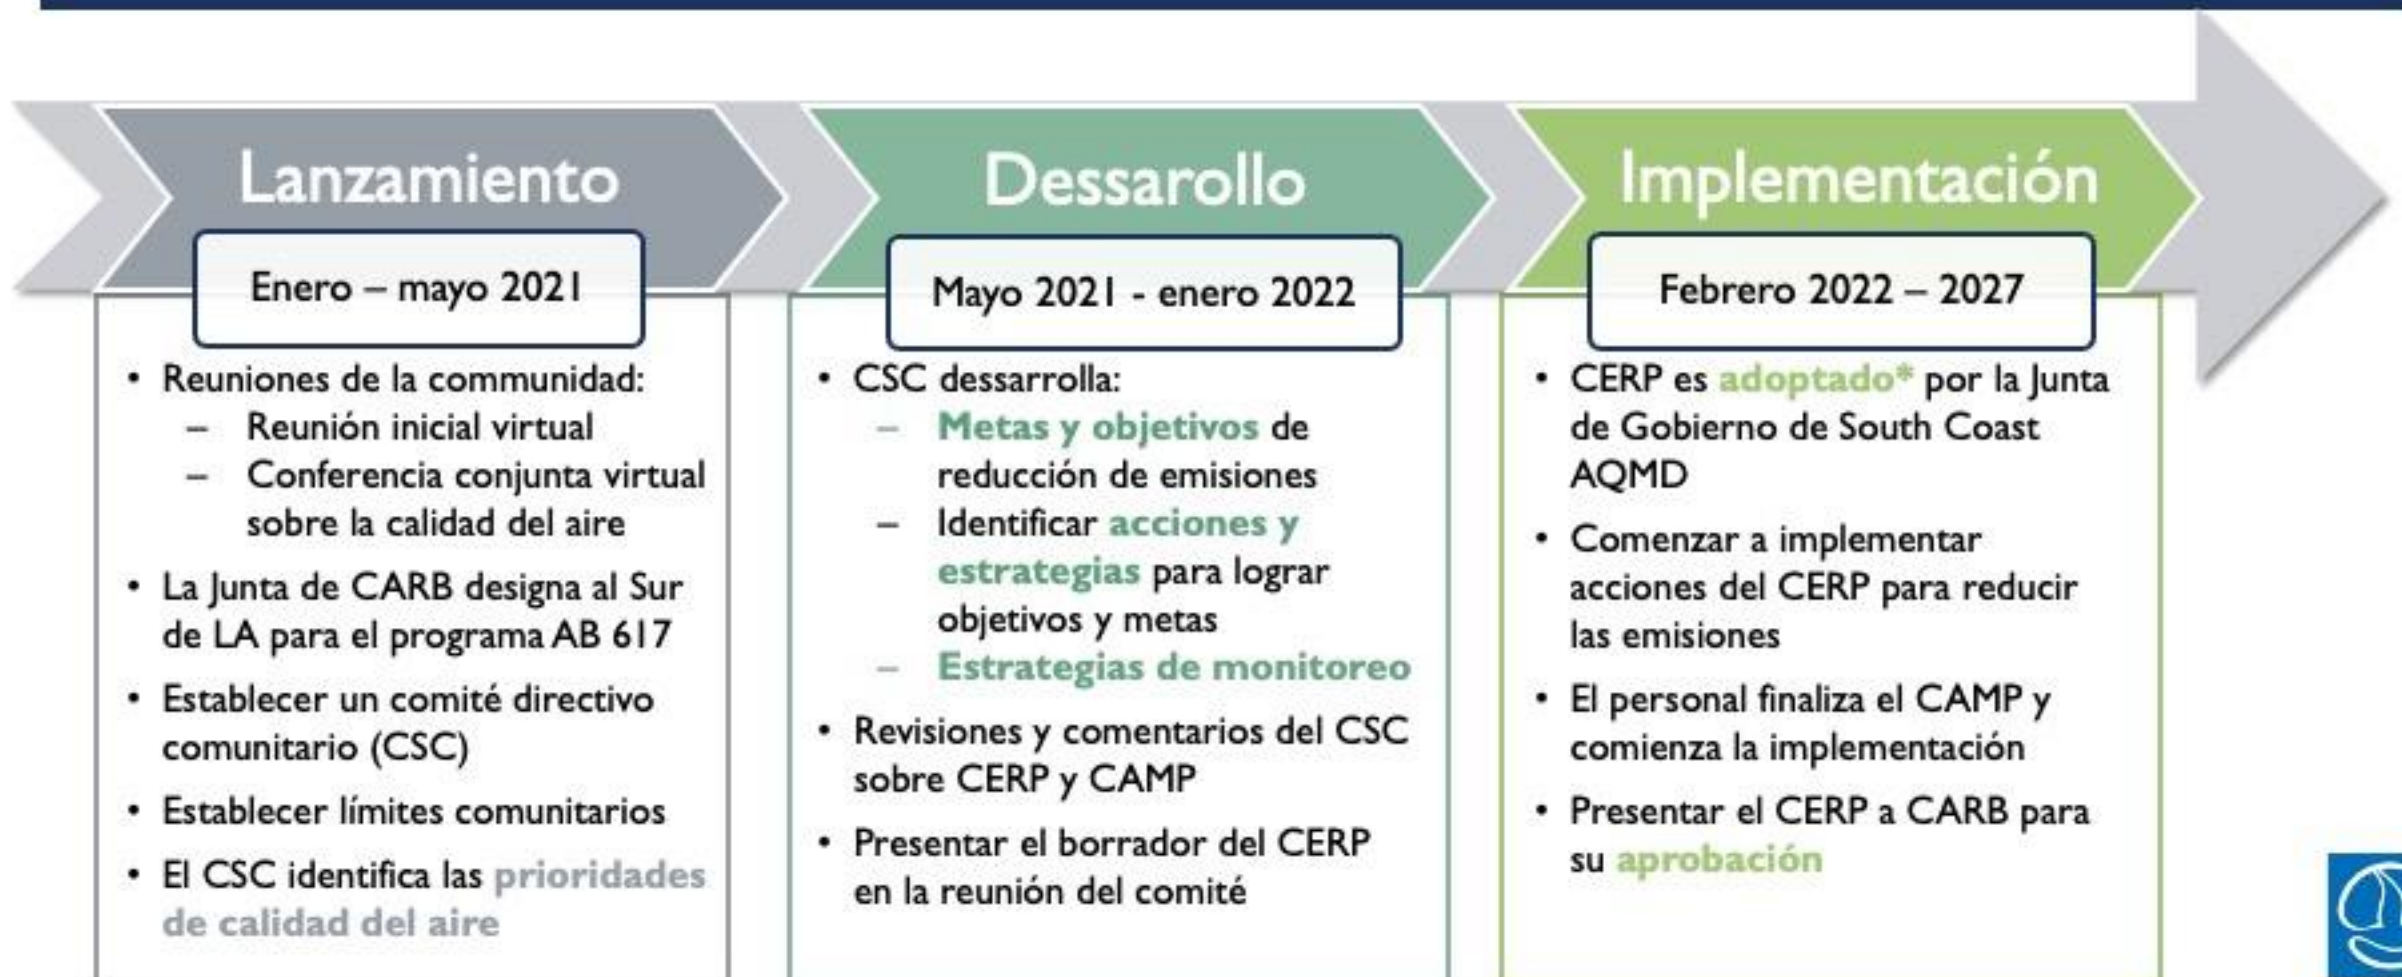 Lanzamiento
Enero – mayo 2021
• Reuniones de la communidad:
– Reunión inicial virtual
– Conferencia conjunta virtual
sobre la calidad del aire
• La Junta de CARB designa al Sur
de LA para el programa AB 617
• Establecer un comité directivo
comunitario (CSC)
• Establecer límites comunitarios
• El CSC identifica las prioridades
de calidad del aire
Dessarollo
Mayo 2021 - enero 2022
• CSC dessarrolla:
– Metas y objetivos de
reducción de emisiones
– Identificar acciones y
estrategias para lograr
objetivos y metas
– Estrategias de monitoreo
• Revisiones y comentarios del CSC
sobre CERP y CAMP
• Presentar el borrador del CERP
en la reunión del comité
Implementación
Febrero 2022 – 2027
• CERP es adoptado* por la Junta
de Gobierno de South Coast
AQMD
• Comenzar a implementar
acciones del CERP para reducir
las emisiones
• El personal finaliza el CAMP y
comienza la implementación
• Presentar el CERP a CARB para
su aprobación